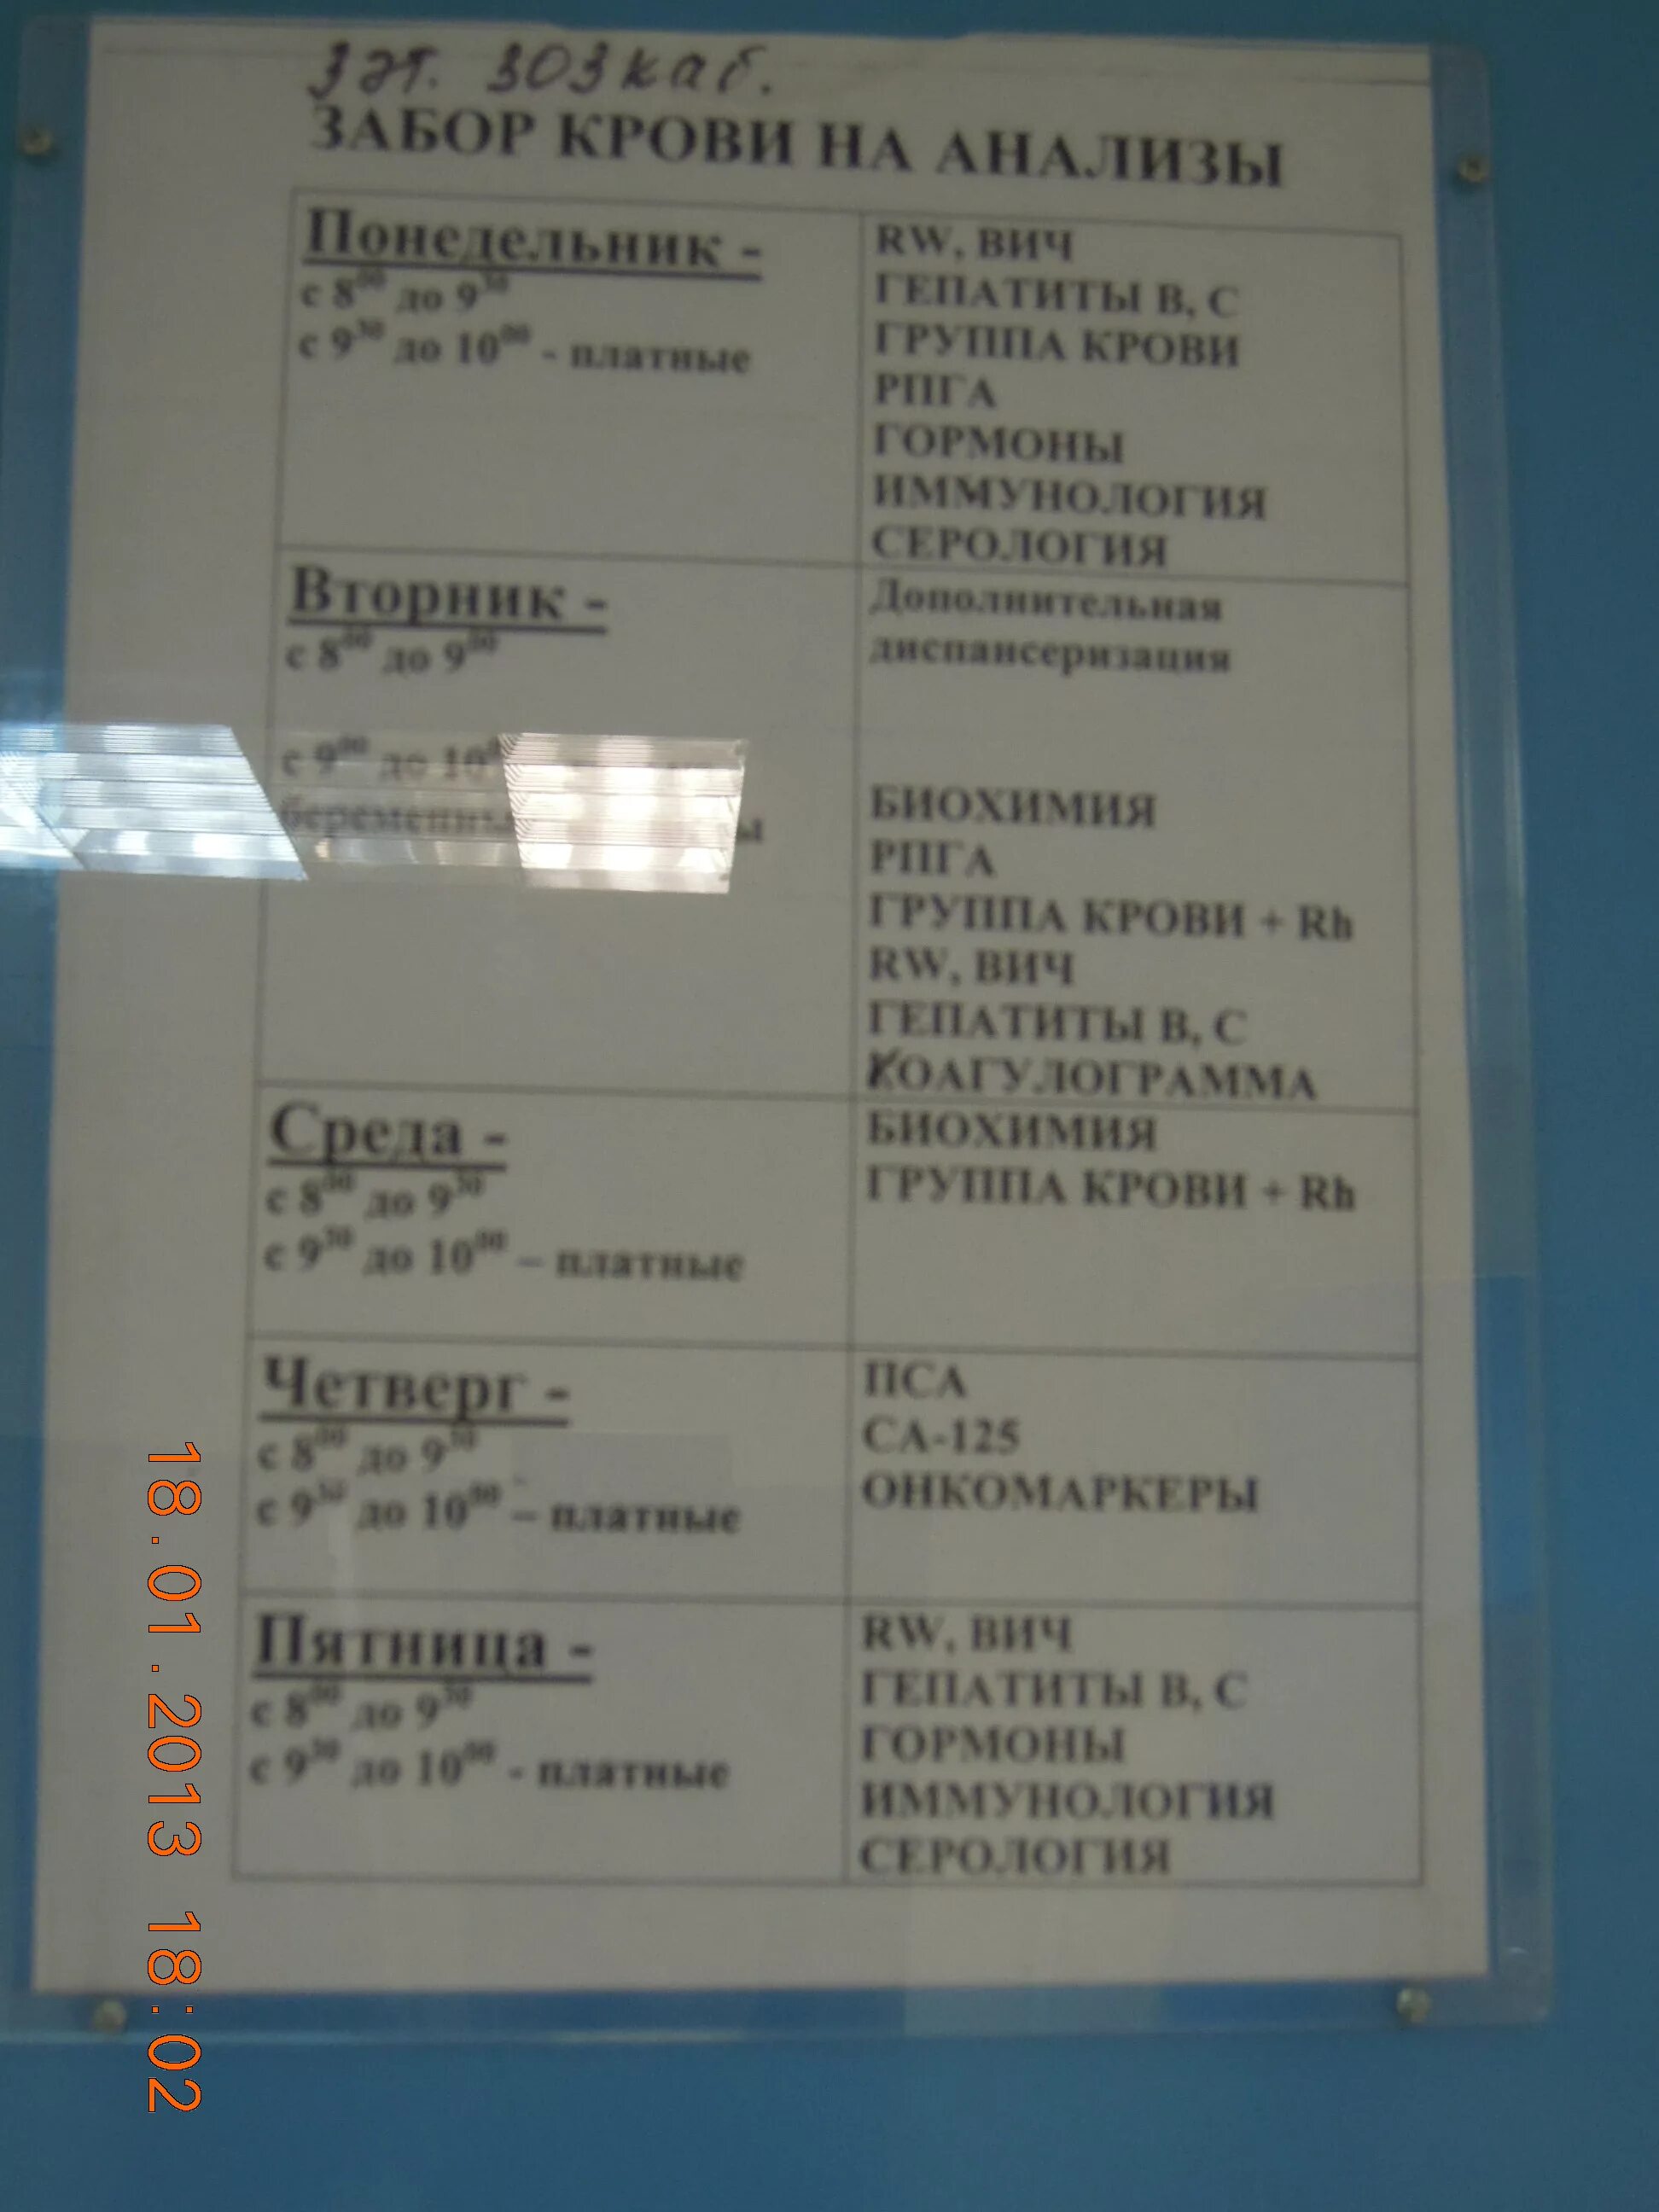 3 эт. 303 каб.
ЗАБОР КРОВИ НА АНАЛИЗЫ
Понедельник -
с 8⁰⁰ до 9³⁰
с 9³⁰ до 10⁰⁰ - платные
RW, ВИЧ
ГЕПАТИТЫ В, С
ГРУППА КРОВИ
РПГА
ГОРМОНЫ
ИММУНОЛОГИЯ
СЕРОЛОГИЯ
Вторник -
с 8⁰⁰ до 9⁰⁰
с 9⁰⁰ до
Дополнительная
диспансеризация
БИОХИМИЯ
РПГА
ГРУППА КРОВИ + Rh
RW, ВИЧ
ГЕПАТИТЫ В, С
КОАГУЛОГРАММА
Среда -
с 8⁰⁰ до 9³⁰
с 9³⁰ до 10⁰⁰ – платные
БИОХИМИЯ
ГРУППА КРОВИ + Rh
Четверг -
с 8⁰⁰ до 9³⁰
с 9³⁰ до 10⁰⁰ – платные
ПСА
СА-125
ОНКОМАРКЕРЫ
Пятница -
с 8⁰⁰ до 9³⁰
с 9³⁰ до 10⁰⁰ - платные
RW, ВИЧ
ГЕПАТИТЫ В, С
ГОРМОНЫ
ИММУНОЛОГИЯ
СЕРОЛОГИЯ
18.01.2013 18:02